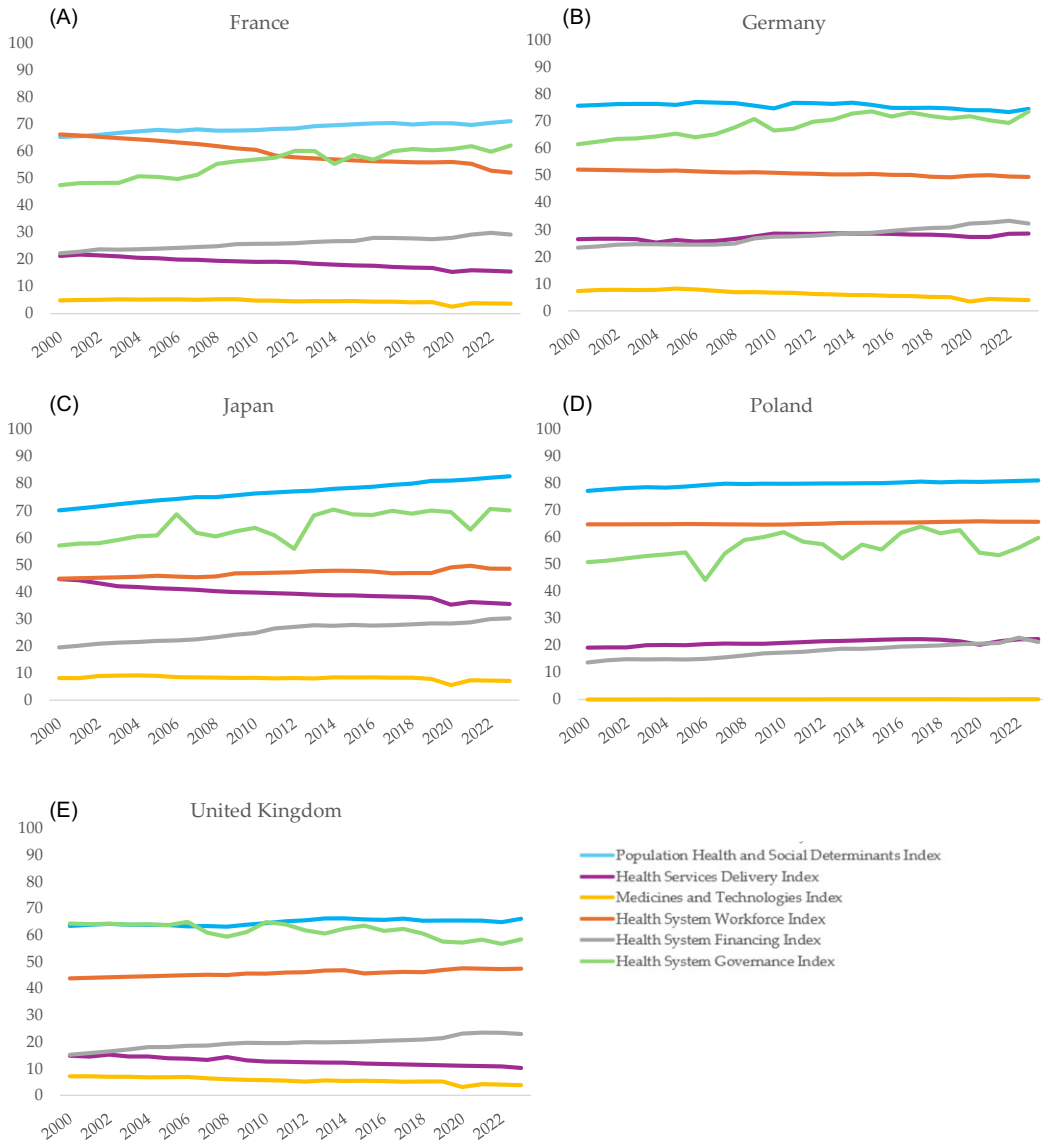 (A)
France
100
90
80
70
60
50
40
30
20
10
0
2000 2002 2004 2006 2008 2010 2012 2014 2016 2018 2020 2022
(B)
Germany
100
90
80
70
60
50
40
30
20
10
0
2000 2002 2004 2006 2008 2010 2012 2014 2016 2018 2020 2022
(C)
Japan
100
90
80
70
60
50
40
30
20
10
0
2000 2002 2004 2006 2008 2010 2012 2014 2016 2018 2020 2022
(D)
Poland
100
90
80
70
60
50
40
30
20
10
0
2000 2002 2004 2006 2008 2010 2012 2014 2016 2018 2020 2022
(E)
United Kingdom
100
90
80
70
60
50
40
30
20
10
0
2000 2002 2004 2006 2008 2010 2012 2014 2016 2018 2020 2022
Population Health and Social Determinants Index
Health Services Delivery Index
Medicines and Technologies Index
Health System Workforce Index
Health System Financing Index
Health System Governance Index